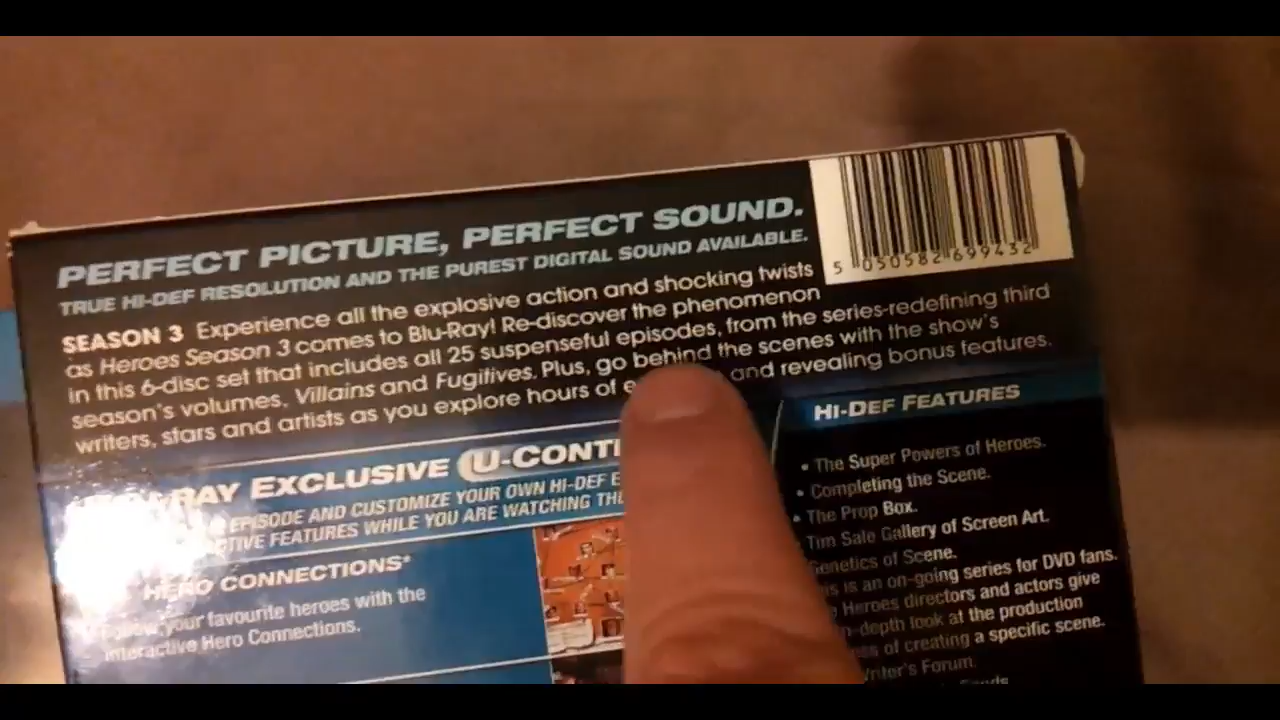 PERFECT PICTURE, PERFECT SOUND.
TRUE HI-DEF RESOLUTION AND THE PUREST DIGITAL SOUND AVAILABLE.
SEASON 3 Experience all the explosive action and shocking twists
as Heroes Season 3 comes to Blu-Ray! Re-discover the phenomenon
in this 6-disc set that includes all 25 suspenseful episodes, from the series-redefining third
season's volumes, Villains and Fugitives. Plus, go behind the scenes with the show's
writers, stars and artists as you explore hours of and revealing bonus features.
5 050582 699432
EXCLUSIVE
EPISODE AND CUSTOMIZE YOUR OWN HI-DEF
FEATURES WHILE YOU ARE WATCHING
HERO CONNECTIONS*
your favourite heroes with the
interactive Hero Connections.
HI-DEF FEATURES
• The Super Powers of Heroes.
• Completing the Scene.
• The Prop Box.
Tim Sale Gallery of Screen Art.
Genetics of Scene.
is an on-going series for DVD fans.
Heroes directors and actors give
look at the production
of creating a specific scene.
Writer's Forum.